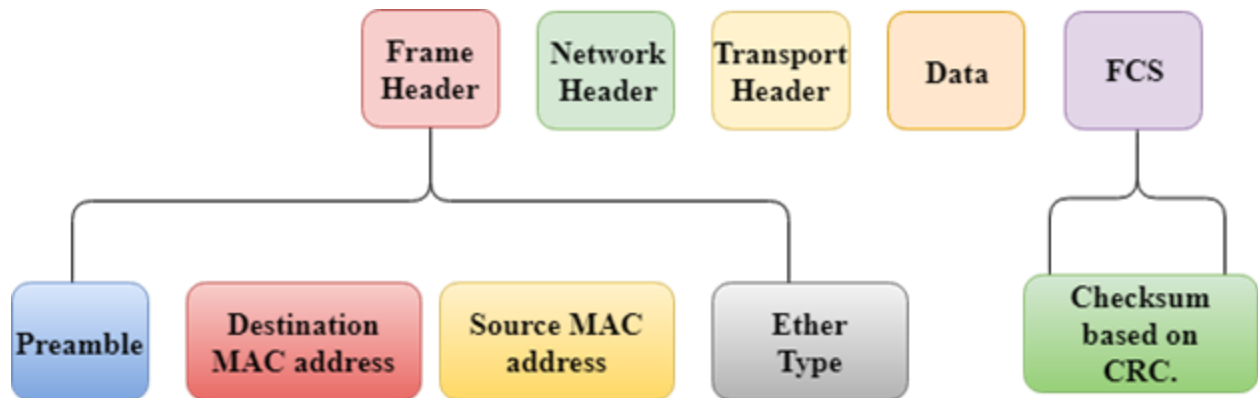 Frame
Header
Network
Header
Transport
Header
Data
FCS
Preamble
Destination
MAC address
Source MAC
address
Ether
Type
Checksum
based on
CRC.